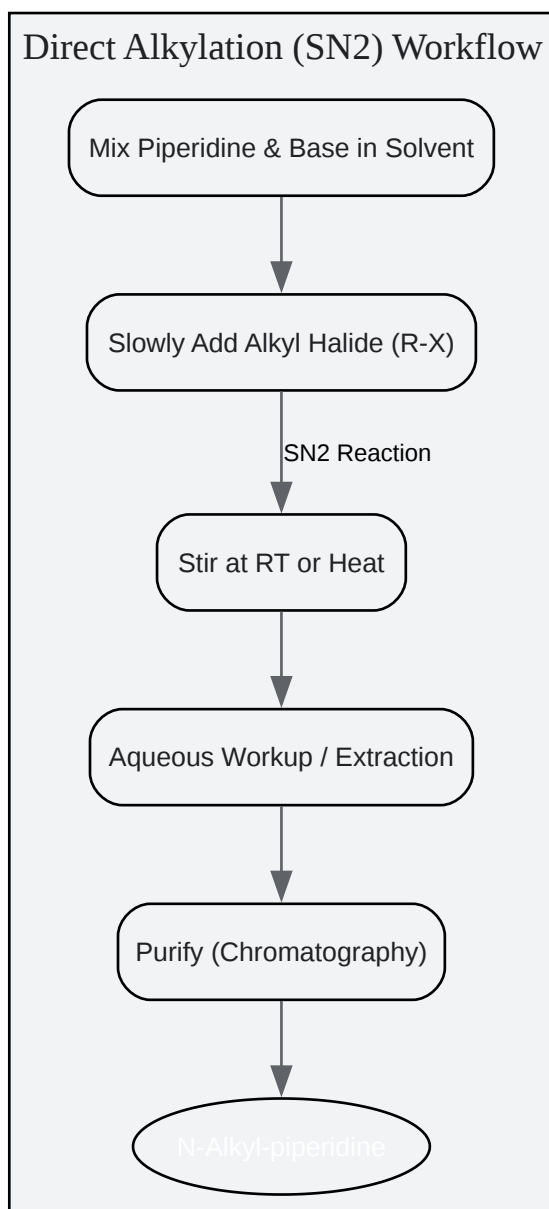 Direct Alkylation (SN2) Workflow
Mix Piperidine & Base in Solvent
Slowly Add Alkyl Halide (R-X)
SN2 Reaction
Stir at RT or Heat
Aqueous Workup / Extraction
Purify (Chromatography)
N-Alkyl-piperidine